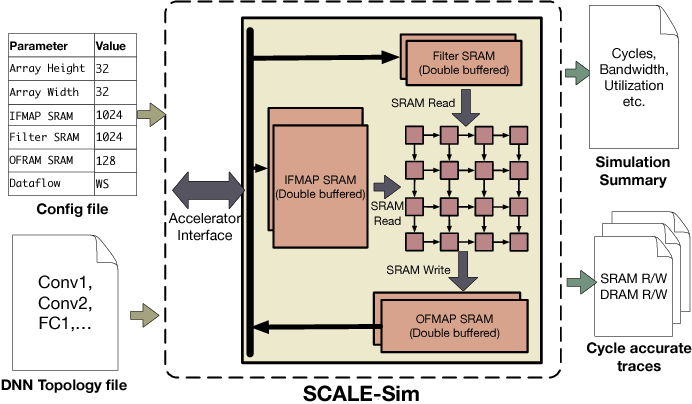 Parameter Value
Array Height 32
Array Width 32
IFMAP SRAM 1024
Filter SRAM 1024
OFRAM SRAM 128
Dataflow WS
Config file
Conv1,
Conv2,
FC1,...
DNN Topology file
Accelerator
Interface
Filter SRAM
(Double buffered)
SRAM Read
IFMAP SRAM
(Double buffered)
SRAM
Read
SRAM Write
OFMAP SRAM
(Double buffered)
SCALE-Sim
Cycles,
Bandwidth,
Utilization
etc.
Simulation
Summary
SRAM R/W
DRAM R/W
Cycle accurate
traces